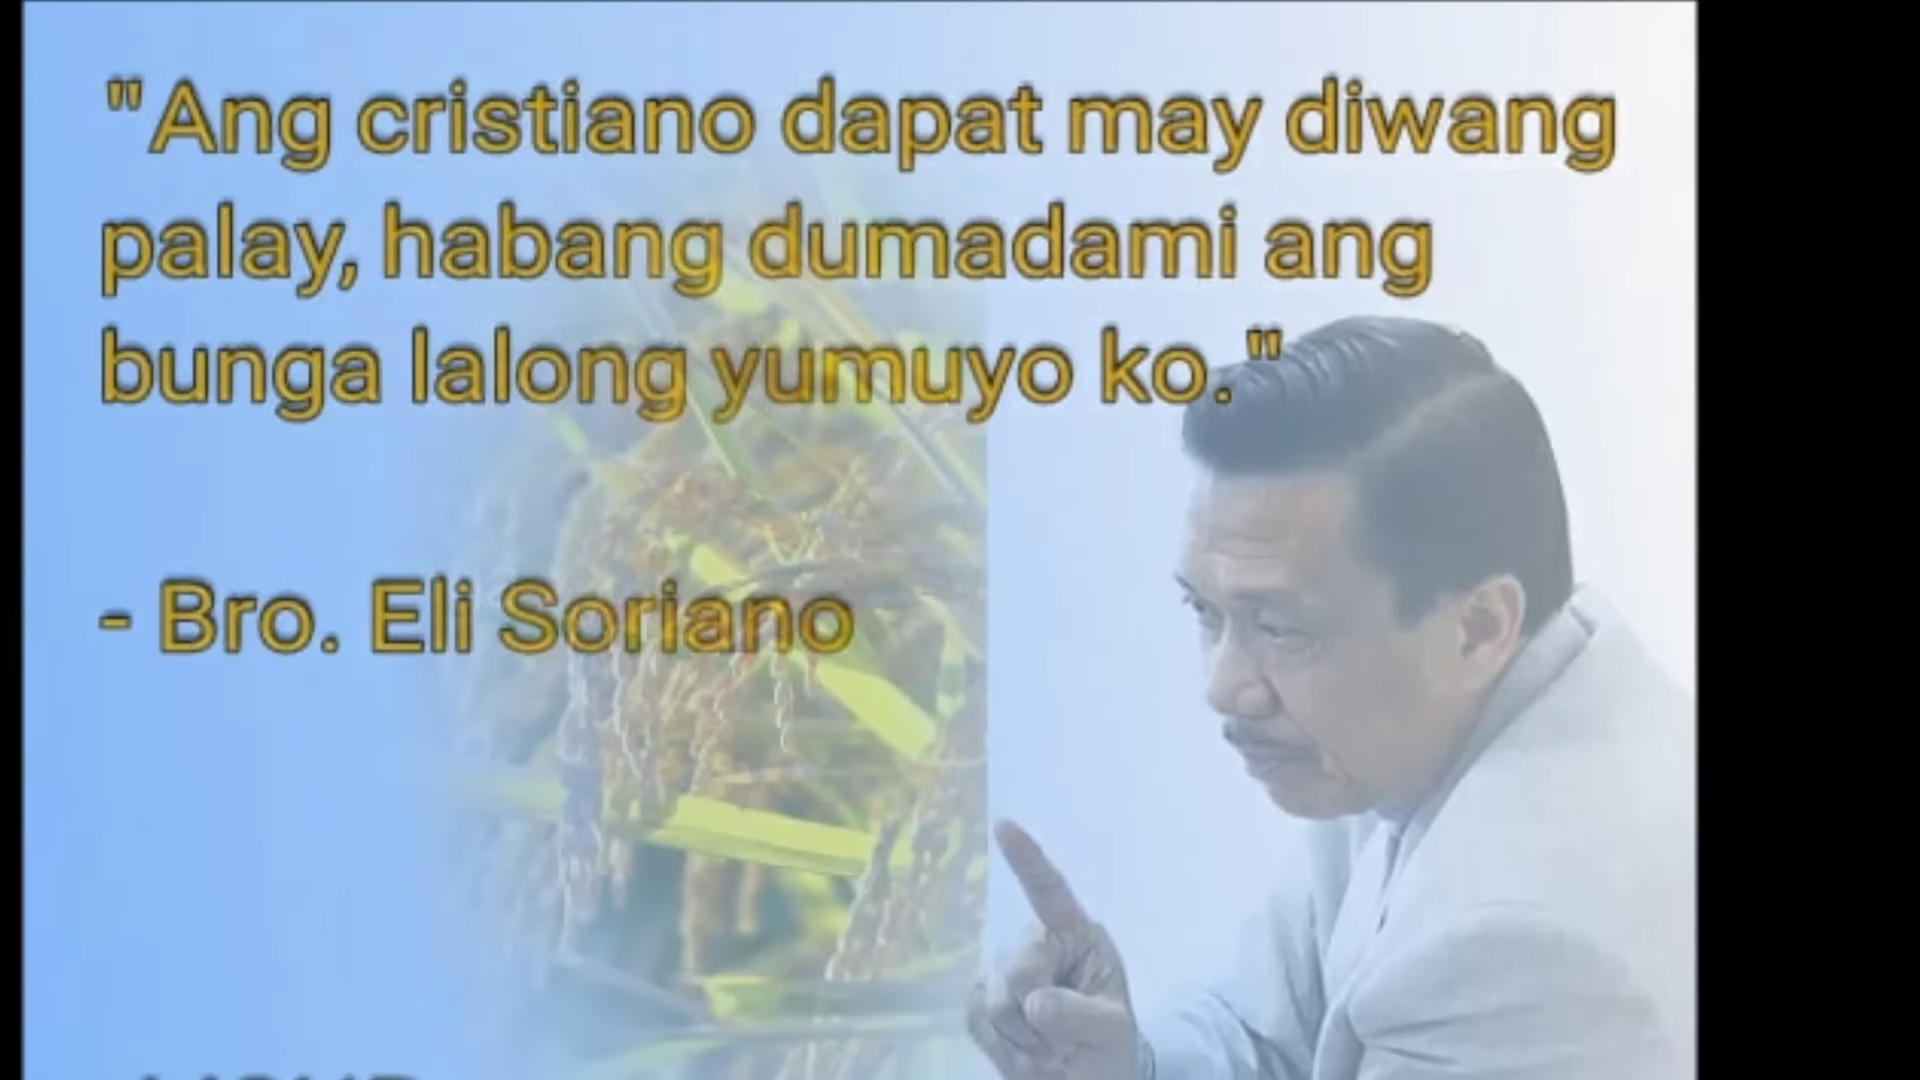 "Ang cristiano dapat may diwang
palay, habang dumadami ang
bunga lalong yumuyo ko."
- Bro. Eli Soriano